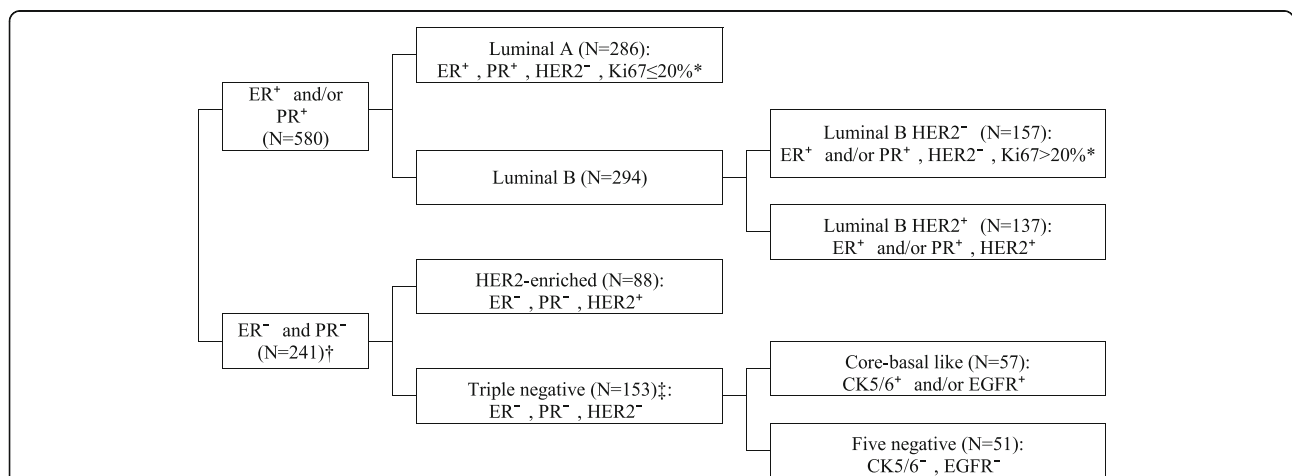 Luminal A (N=286):
ER⁺ , PR⁺ , HER2⁻ , Ki67≤20%*
ER⁺ and/or
PR⁺
(N=580)
Luminal B (N=294)
Luminal B HER2⁻ (N=157):
ER⁺ and/or PR⁺ , HER2⁻ , Ki67>20%*
Luminal B HER2⁺ (N=137):
ER⁺ and/or PR⁺ , HER2⁺
HER2-enriched (N=88):
ER⁻ , PR⁻ , HER2⁺
ER⁻ and PR⁻
(N=241)†
Triple negative (N=153)‡:
ER⁻ , PR⁻ , HER2⁻
Core-basal like (N=57):
CK5/6⁺ and/or EGFR⁺
Five negative (N=51):
CK5/6⁻ , EGFR⁻